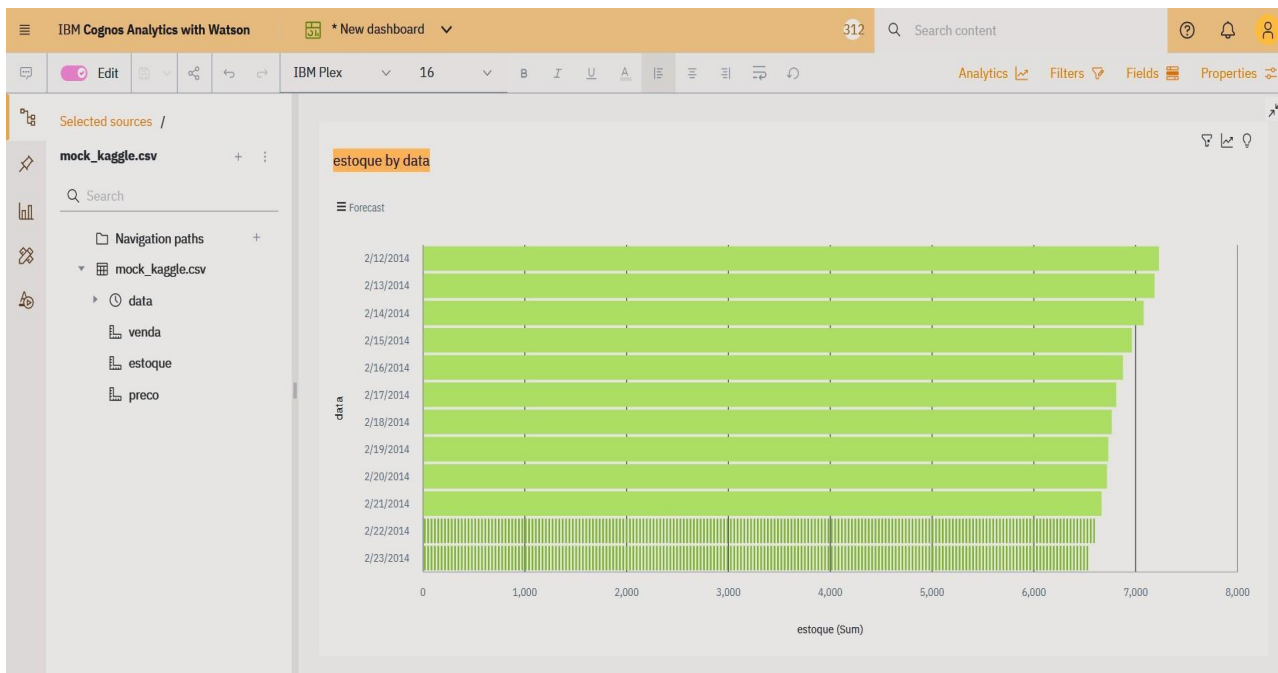 IBM Cognos Analytics with Watson
* New dashboard
312
Search content
Edit
IBM Plex
16
B I U A
Analytics
Filters
Fields
Properties
Selected sources /
mock_kaggle.csv
Search
Navigation paths
mock_kaggle.csv
data
venda
estoque
preco
estoque by data
Forecast
data
2/12/2014
2/13/2014
2/14/2014
2/15/2014
2/16/2014
2/17/2014
2/18/2014
2/19/2014
2/20/2014
2/21/2014
2/22/2014
2/23/2014
0 1,000 2,000 3,000 4,000 5,000 6,000 7,000 8,000
estoque (Sum)